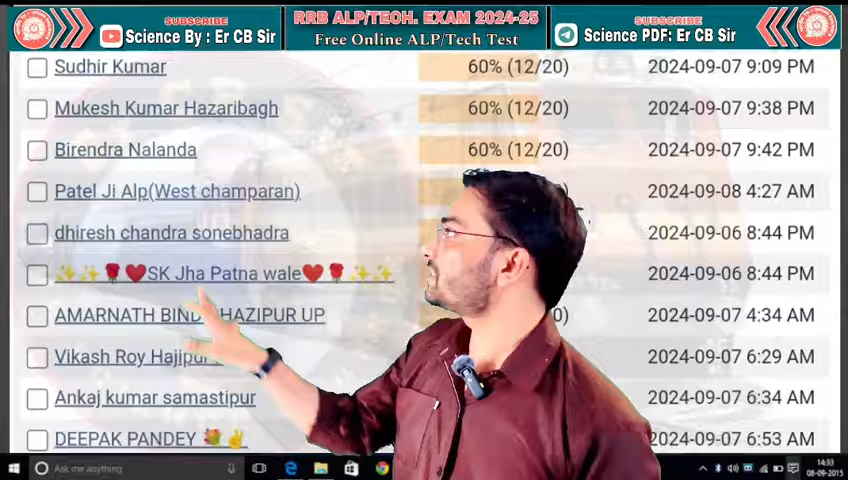 SUBSCRIBE
Science By : Er CB Sir
RRB ALP/TECH. EXAM 2024-25
Free Online ALP/Tech Test
SUBSCRIBE
Science PDF: Er CB Sir
Sudhir Kumar 60% (12/20) 2024-09-07 9:09 PM
Mukesh Kumar Hazaribagh 60% (12/20) 2024-09-07 9:38 PM
Birendra Nalanda 60% (12/20) 2024-09-07 9:42 PM
Patel Ji Alp(West champaran) 2024-09-08 4:27 AM
dhiresh chandra sonebhadra 2024-09-06 8:44 PM
✨✨🌹❤️SK Jha Patna wale❤️🌹✨✨ 2024-09-06 8:44 PM
AMARNATH BIND HAZIPUR UP 2024-09-07 4:34 AM
Vikash Roy Hajipur 2024-09-07 6:29 AM
Ankaj kumar samastipur 2024-09-07 6:34 AM
DEEPAK PANDEY 💐✌️ 2024-09-07 6:53 AM
Ask me anything
14:33
08-09-2015